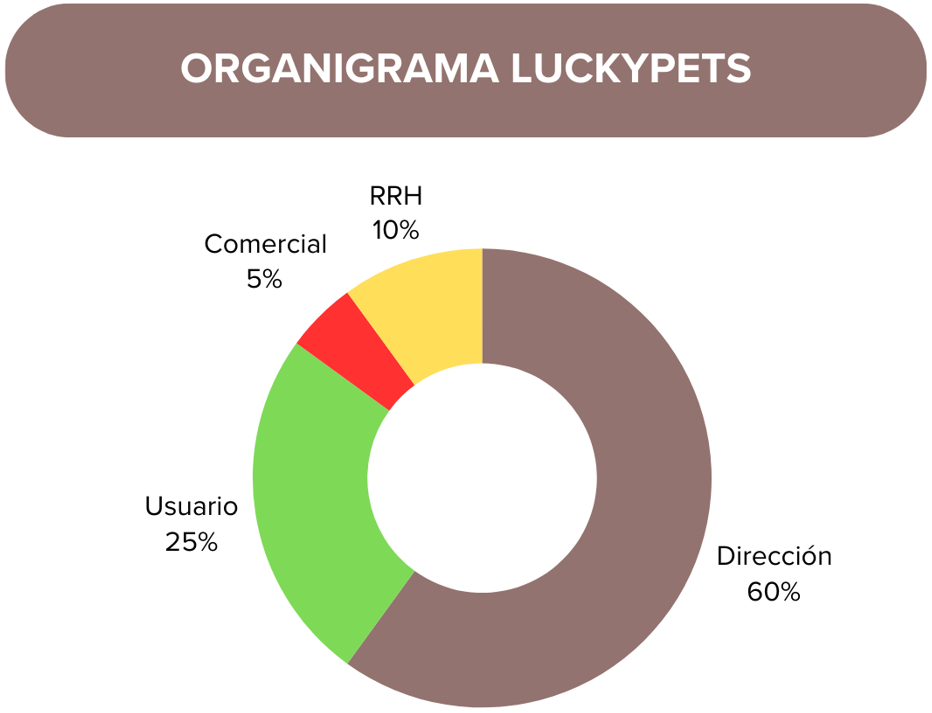 ORGANIGRAMA LUCKYPETS
RRH
10%
Comercial
5%
Usuario
25%
Dirección
60%